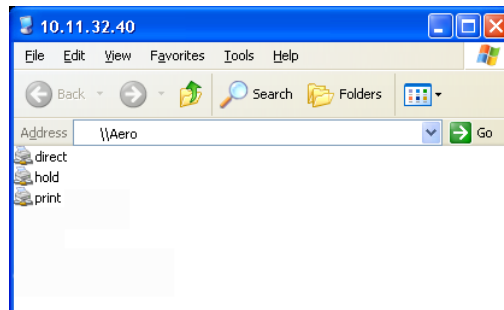 10.11.32.40
File Edit View Favorites Tools Help
Back Search Folders
Address \\Aero Go
direct
hold
print